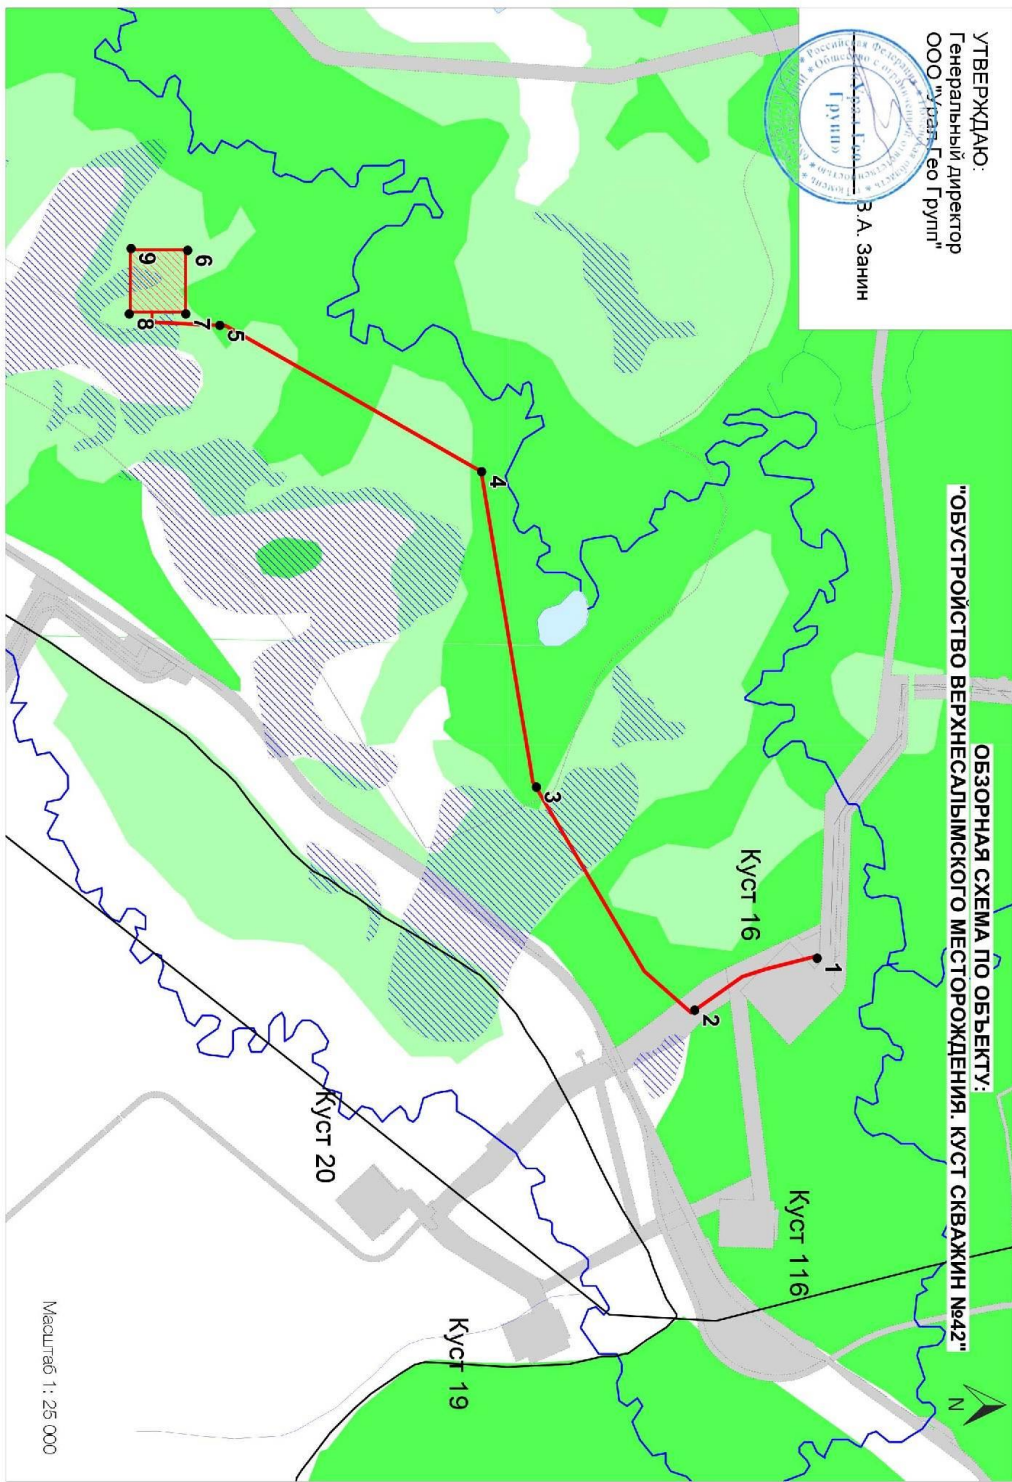 УТВЕРЖДАЮ:
Генеральный директор
ООО "Урал Гео Групп"
В.А. Занин
ОБЗОРНАЯ СХЕМА ПО ОБЪЕКТУ:
"ОБУСТРОЙСТВО ВЕРХНЕСАЛЫМСКОГО МЕСТОРОЖДЕНИЯ. КУСТ СКВАЖИН №42"
N
1
Куст 16
2
3
4
5
6
7
8
9
Куст 116
Куст 20
Куст 19
Масштаб 1: 25 000